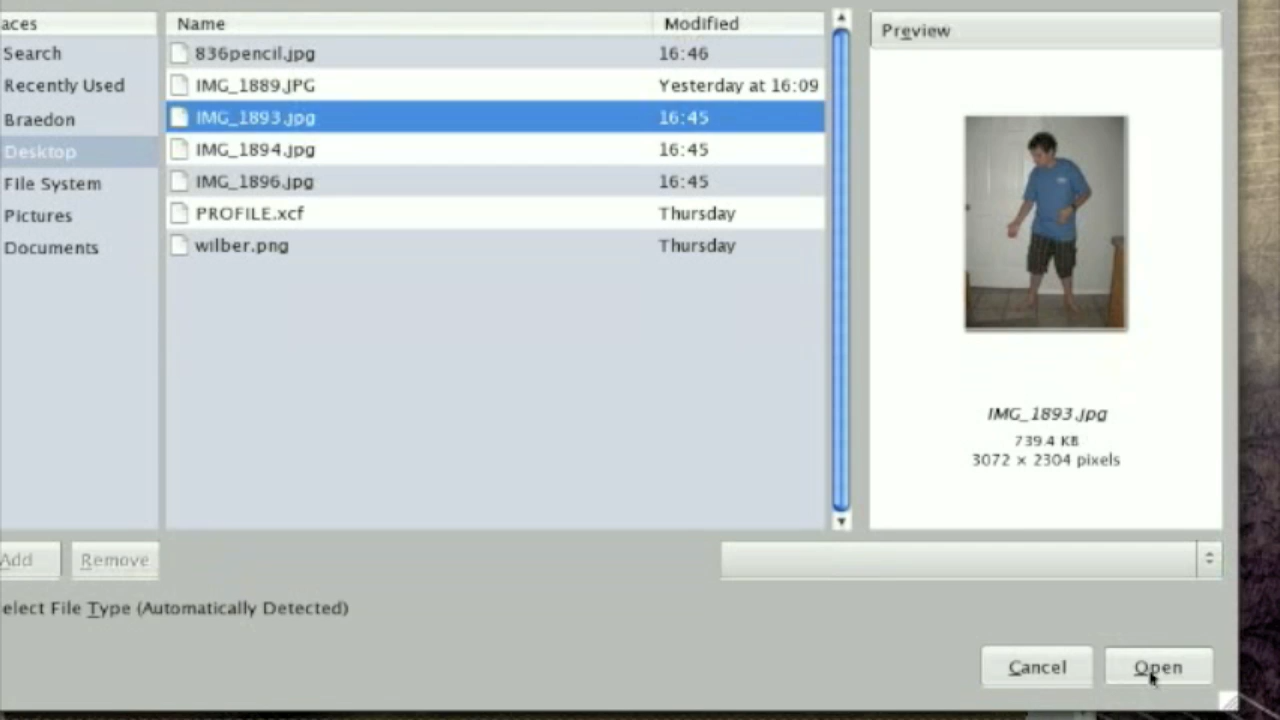 aces
Name
Modified
Preview
Search
836pencil.jpg
16:46
Recently Used
IMG_1889.JPG
Yesterday at 16:09
Braedon
IMG_1893.jpg
16:45
Desktop
IMG_1894.jpg
16:45
File System
IMG_1896.jpg
16:45
Pictures
PROFILE.xcf
Thursday
Documents
wilber.png
Thursday
IMG_1893.jpg
739.4 KB
3072 × 2304 pixels
Add
Remove
elect File Type (Automatically Detected)
Cancel
Open